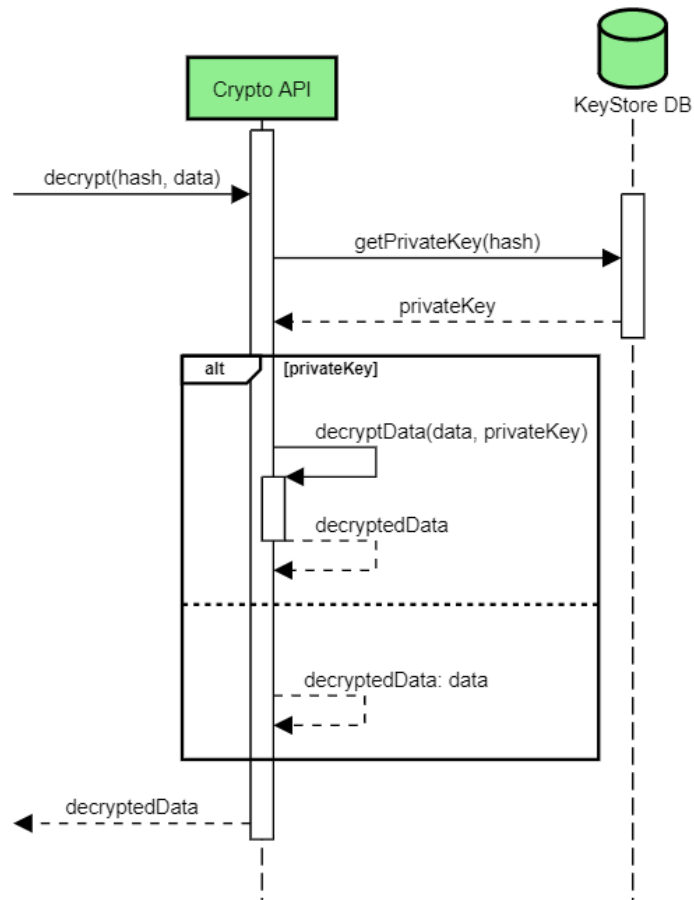 Crypto API
KeyStore DB
decrypt(hash, data)
getPrivateKey(hash)
privateKey
alt
[privateKey]
decryptData(data, privateKey)
decryptedData
decryptedData: data
decryptedData